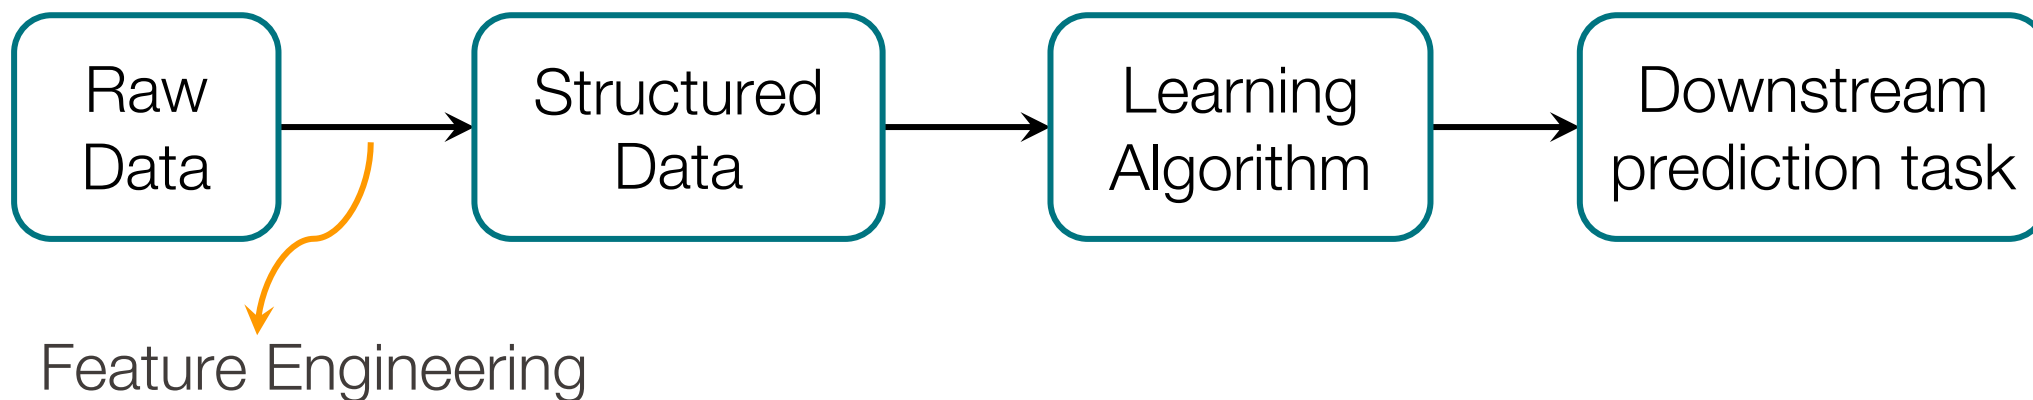 Raw
Data
Structured
Data
Learning
Algorithm
Downstream
prediction task
Feature Engineering